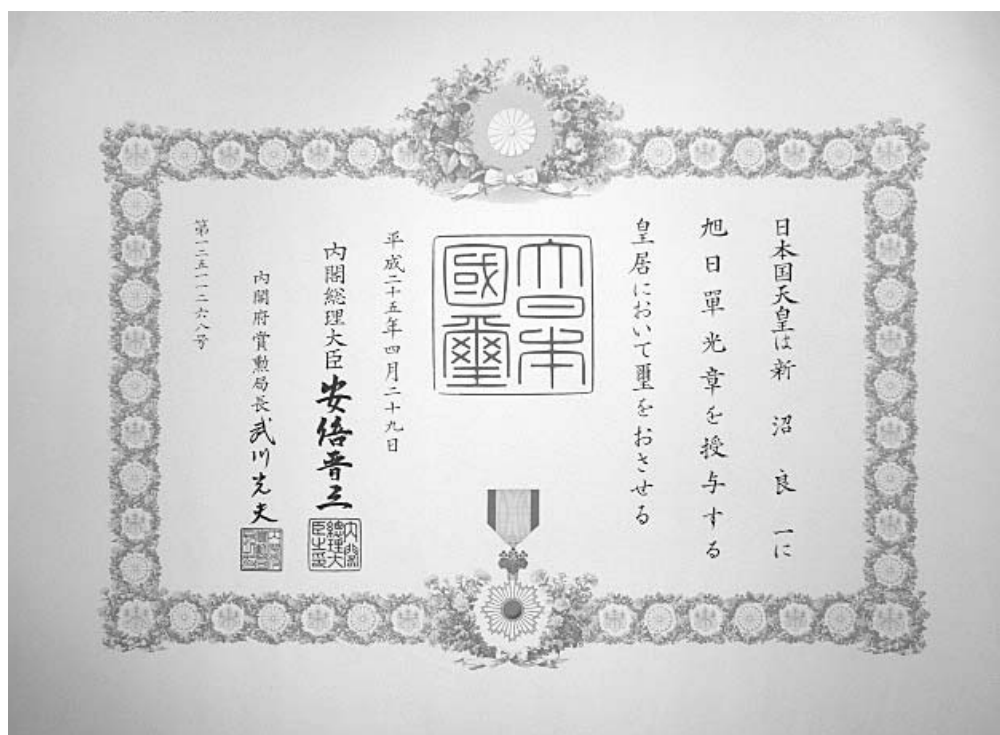 日本国天皇は新沼良一に
旭日單光章を授与する
皇居において璽をおさせる
大日本
國璽
平成二十五年四月二十九日
内閣総理大臣 安倍晋三
内閣総理大臣之印
内閣府賞勲局長 武川光夫
第一二五一一二六八号